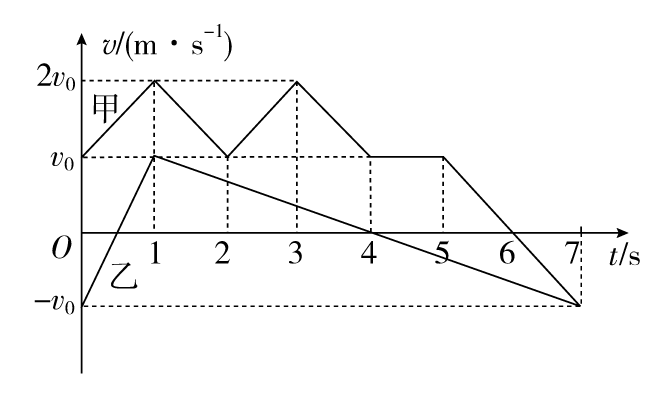 v/(m·s⁻¹)
2v₀
甲
v₀
O 1 2 3 4 5 6 7 t/s
乙
−v₀